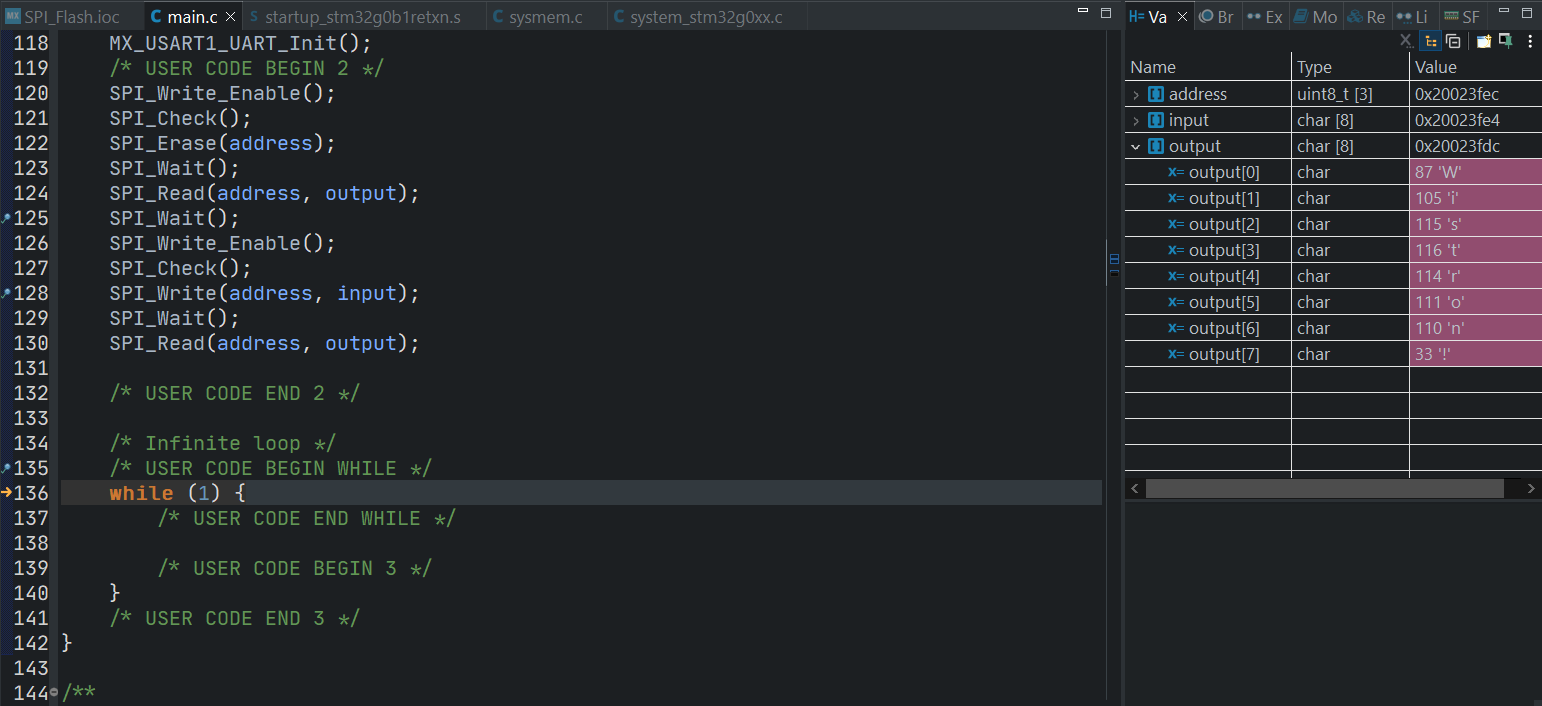 SPI_Flash.ioc main.c startup_stm32g0b1retxn.s sysmem.c system_stm32g0xx.c
118 MX_USART1_UART_Init();
119 /* USER CODE BEGIN 2 */
120 SPI_Write_Enable();
121 SPI_Check();
122 SPI_Erase(address);
123 SPI_Wait();
124 SPI_Read(address, output);
125 SPI_Wait();
126 SPI_Write_Enable();
127 SPI_Check();
128 SPI_Write(address, input);
129 SPI_Wait();
130 SPI_Read(address, output);
131
132 /* USER CODE END 2 */
133
134 /* Infinite loop */
135 /* USER CODE BEGIN WHILE */
136 while (1) {
137 /* USER CODE END WHILE */
138
139 /* USER CODE BEGIN 3 */
140 }
141 /* USER CODE END 3 */
142 }
143
144 /**
Va Br Ex Mo Re Li SF
Name Type Value
address uint8_t [3] 0x20023fec
input char [8] 0x20023fe4
output char [8] 0x20023fdc
output[0] char 87 'W'
output[1] char 105 'i'
output[2] char 115 's'
output[3] char 116 't'
output[4] char 114 'r'
output[5] char 111 'o'
output[6] char 110 'n'
output[7] char 33 '!'